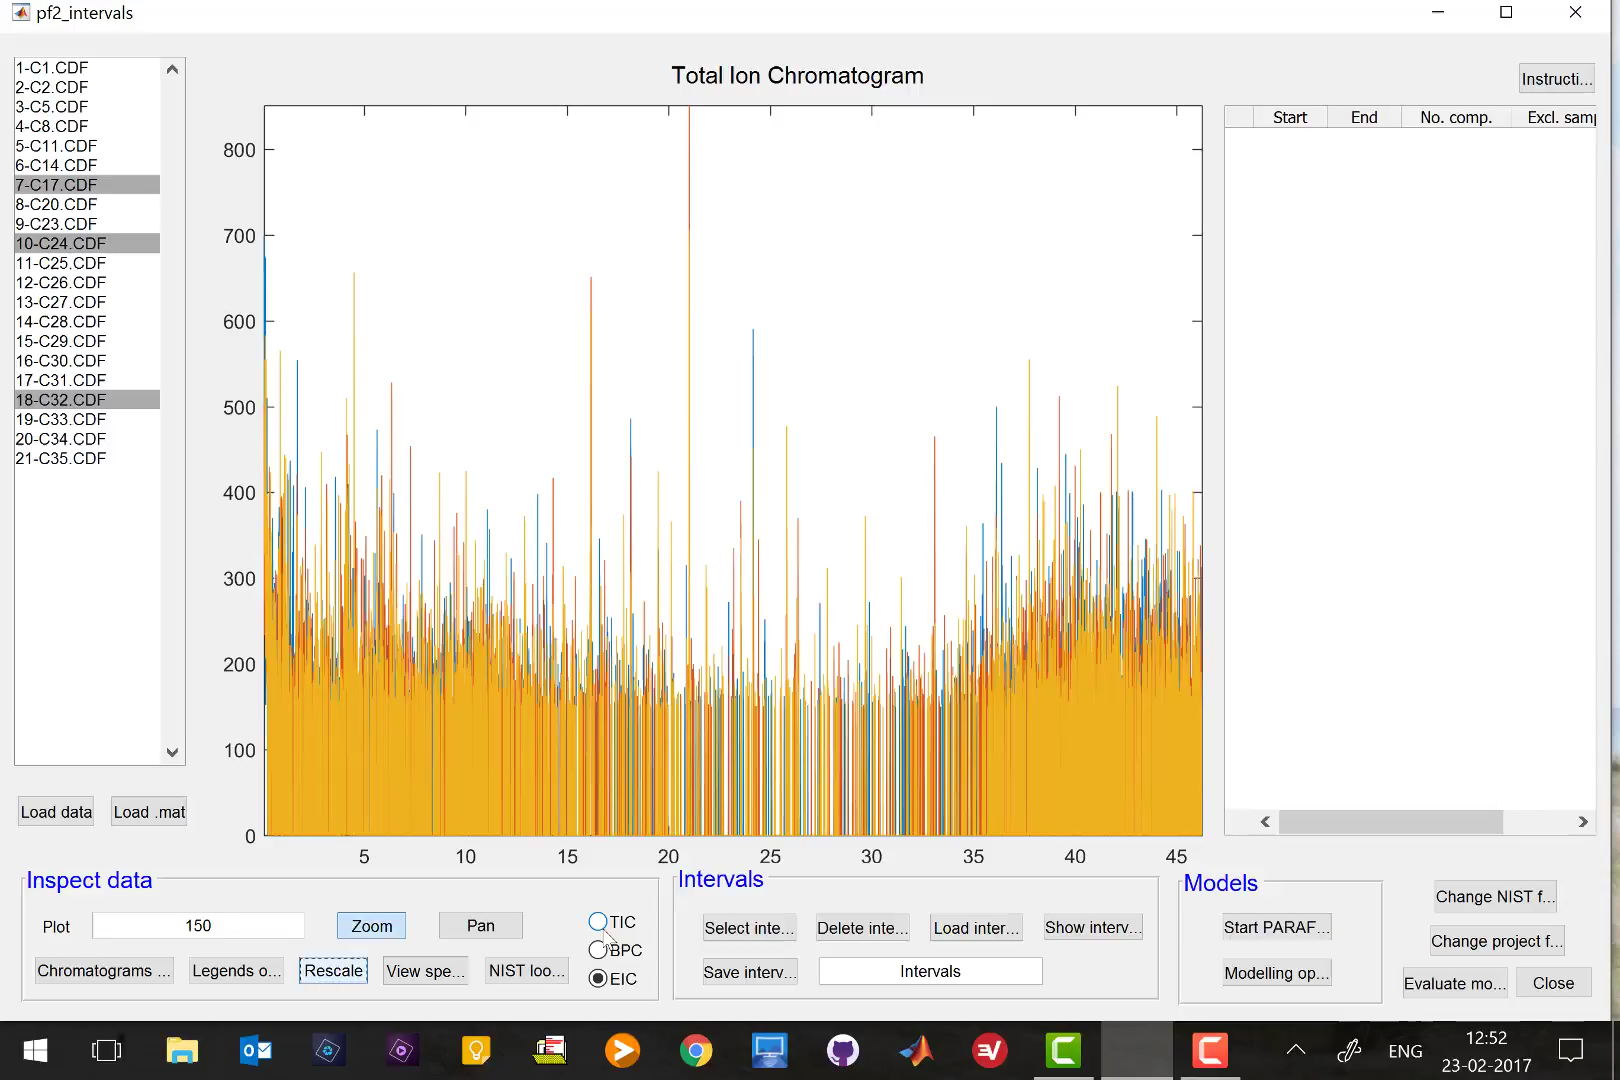 pf2_intervals
1-C1.CDF
2-C2.CDF
3-C5.CDF
4-C8.CDF
5-C11.CDF
6-C14.CDF
7-C17.CDF
8-C20.CDF
9-C23.CDF
10-C24.CDF
11-C25.CDF
12-C26.CDF
13-C27.CDF
14-C28.CDF
15-C29.CDF
16-C30.CDF
17-C31.CDF
18-C32.CDF
19-C33.CDF
20-C34.CDF
21-C35.CDF
Load data
Load .mat
Total Ion Chromatogram
800
700
600
500
400
300
200
100
0
5 10 15 20 25 30 35 40 45
Instructi...
Start End No. comp. Excl. samp
Inspect data
Plot 150 Zoom Pan
TIC
BPC
EIC
Chromatograms ... Legends o... Rescale View spe... NIST loo...
Intervals
Select inte... Delete inte... Load inter... Show interv...
Save interv... Intervals
Models
Start PARAF...
Modelling op...
Change NIST f...
Change project f...
Evaluate mo... Close
ENG
12:52
23-02-2017